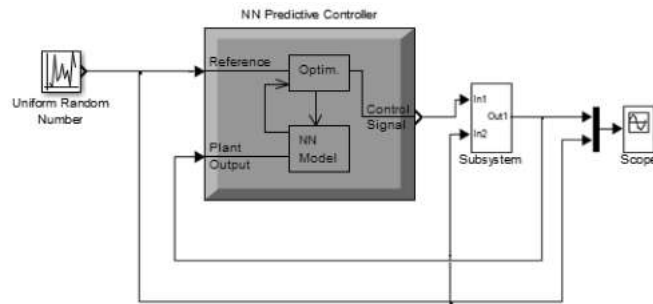 NN Predictive Controller
Reference
Optim.
Uniform Random
Number
Control
Signal
In1
Out1
In2
Plant
Output
NN
Model
Subsystem
Scope